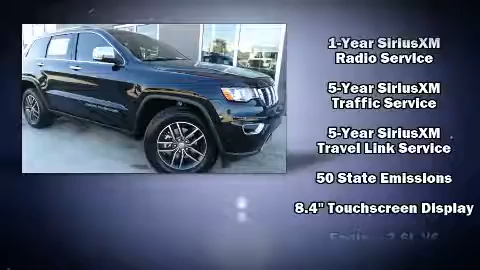 1-Year SiriusXM
Radio Service
5-Year SiriusXM
Traffic Service
5-Year SiriusXM
Travel Link Service
50 State Emissions
8.4" Touchscreen Display